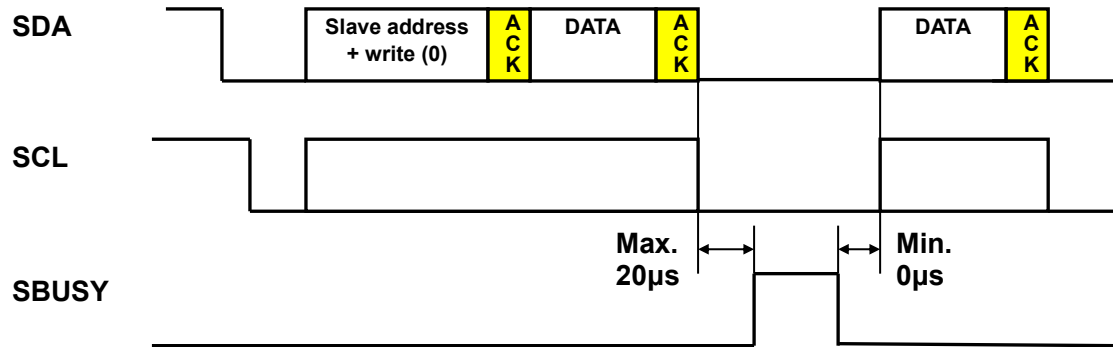 SDA
Slave address
+ write (0)
A
C
K
DATA
A
C
K
DATA
A
C
K
SCL
Max.
20µs
Min.
0µs
SBUSY